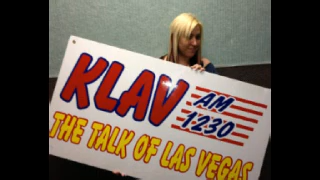 KLAV
AM
1230
THE TALK OF LAS VEGAS